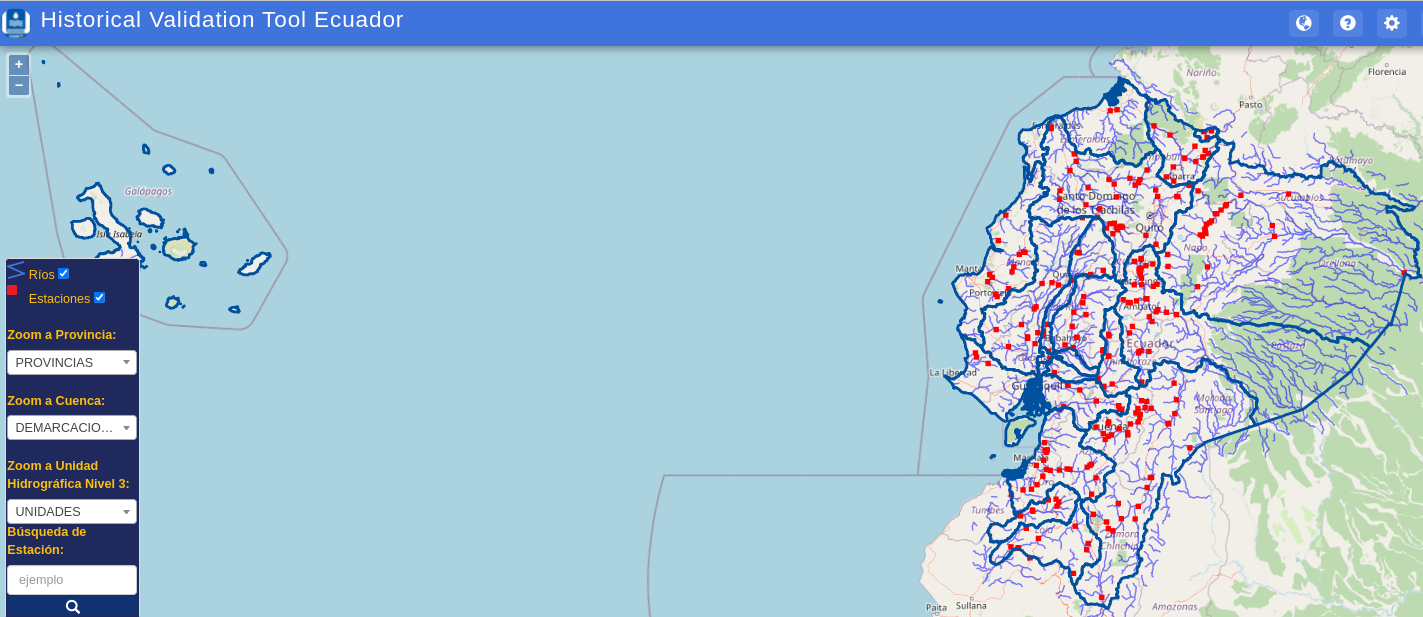 Historical Validation Tool Ecuador
+
−
Nariño
Florencia
Pasto
Esmeraldas
Putumayo
Ibarra
Galápagos
Sucumbíos
Santo Domingo
de los Tsáchilas
Quito
Isla Isabela
Napo
Orellana
Manta
Portoviejo
Ambato
Ecuador
Babahoyo
Pastaza
La Libertad
Guayaquil
Morona
Santiago
Cuenca
Machala
Tumbes
Loja
Zamora
Chinchipe
Paita
Sullana
Amazonas
Ríos
Estaciones
Zoom a Provincia:
PROVINCIAS
Zoom a Cuenca:
DEMARCACIO...
Zoom a Unidad
Hidrográfica Nivel 3:
UNIDADES
Búsqueda de
Estación:
ejemplo